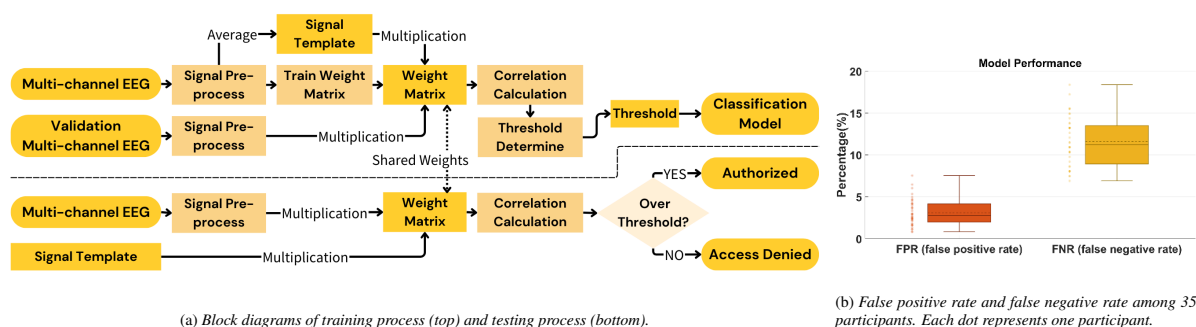 Average
Signal
Template
Multiplication
Multi-channel EEG
Signal Pre-
process
Train Weight
Matrix
Weight
Matrix
Correlation
Calculation
Validation
Multi-channel EEG
Signal Pre-
process
Multiplication
Threshold
Determine
Threshold
Classification
Model
Shared Weights
Multi-channel EEG
Signal Pre-
process
Multiplication
Weight
Matrix
Correlation
Calculation
Over
Threshold?
YES
Authorized
NO
Access Denied
Signal Template
Multiplication
(a) Block diagrams of training process (top) and testing process (bottom).
Model Performance
Percentage(%)
20
15
10
5
0
FPR (false positive rate)
FNR (false negative rate)
(b) False positive rate and false negative rate among 35
participants. Each dot represents one participant.